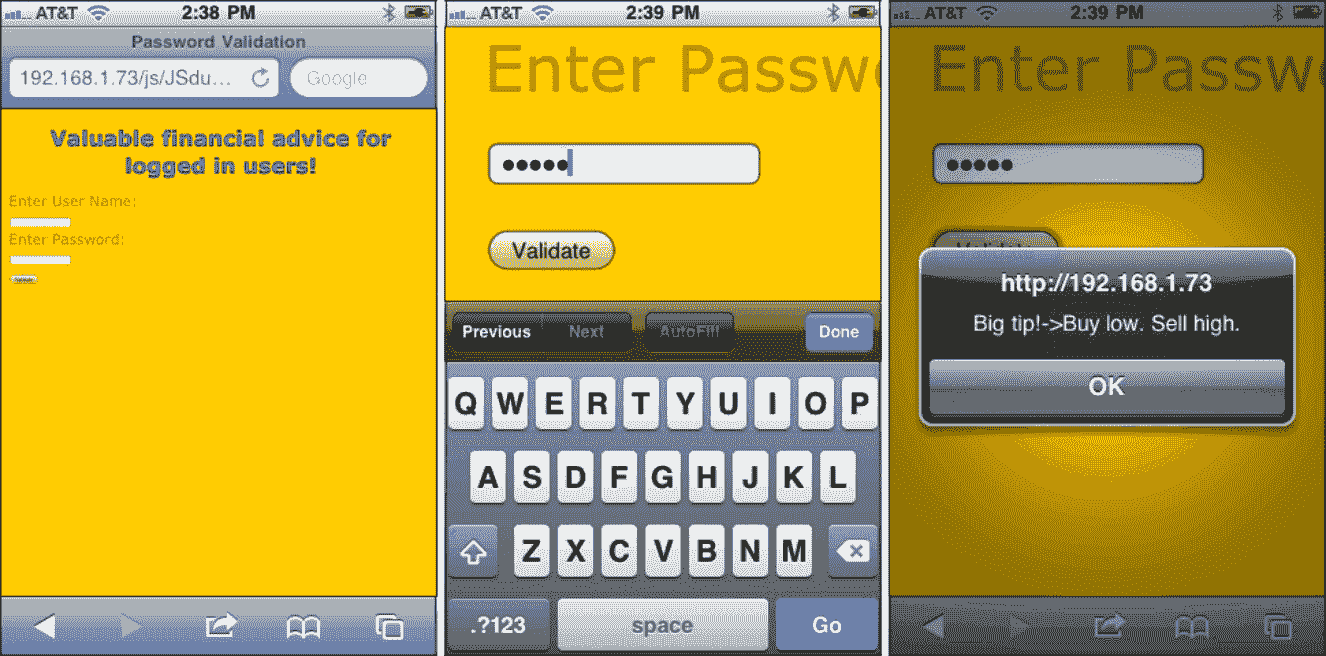 AT&T 2:38 PM
Password Validation
192.168.1.73/js/JSdu... Google
Valuable financial advice for
logged in users!
Enter User Name:
Enter Password:
Validate
AT&T 2:39 PM
Enter Passw
•••••
Validate
Previous Next AutoFill Done
Q W E R T Y U I O P
A S D F G H J K L
Z X C V B N M
.?123 space Go
AT&T 2:39 PM
Enter Passw
•••••
Validate
http://192.168.1.73
Big tip!->Buy low. Sell high.
OK